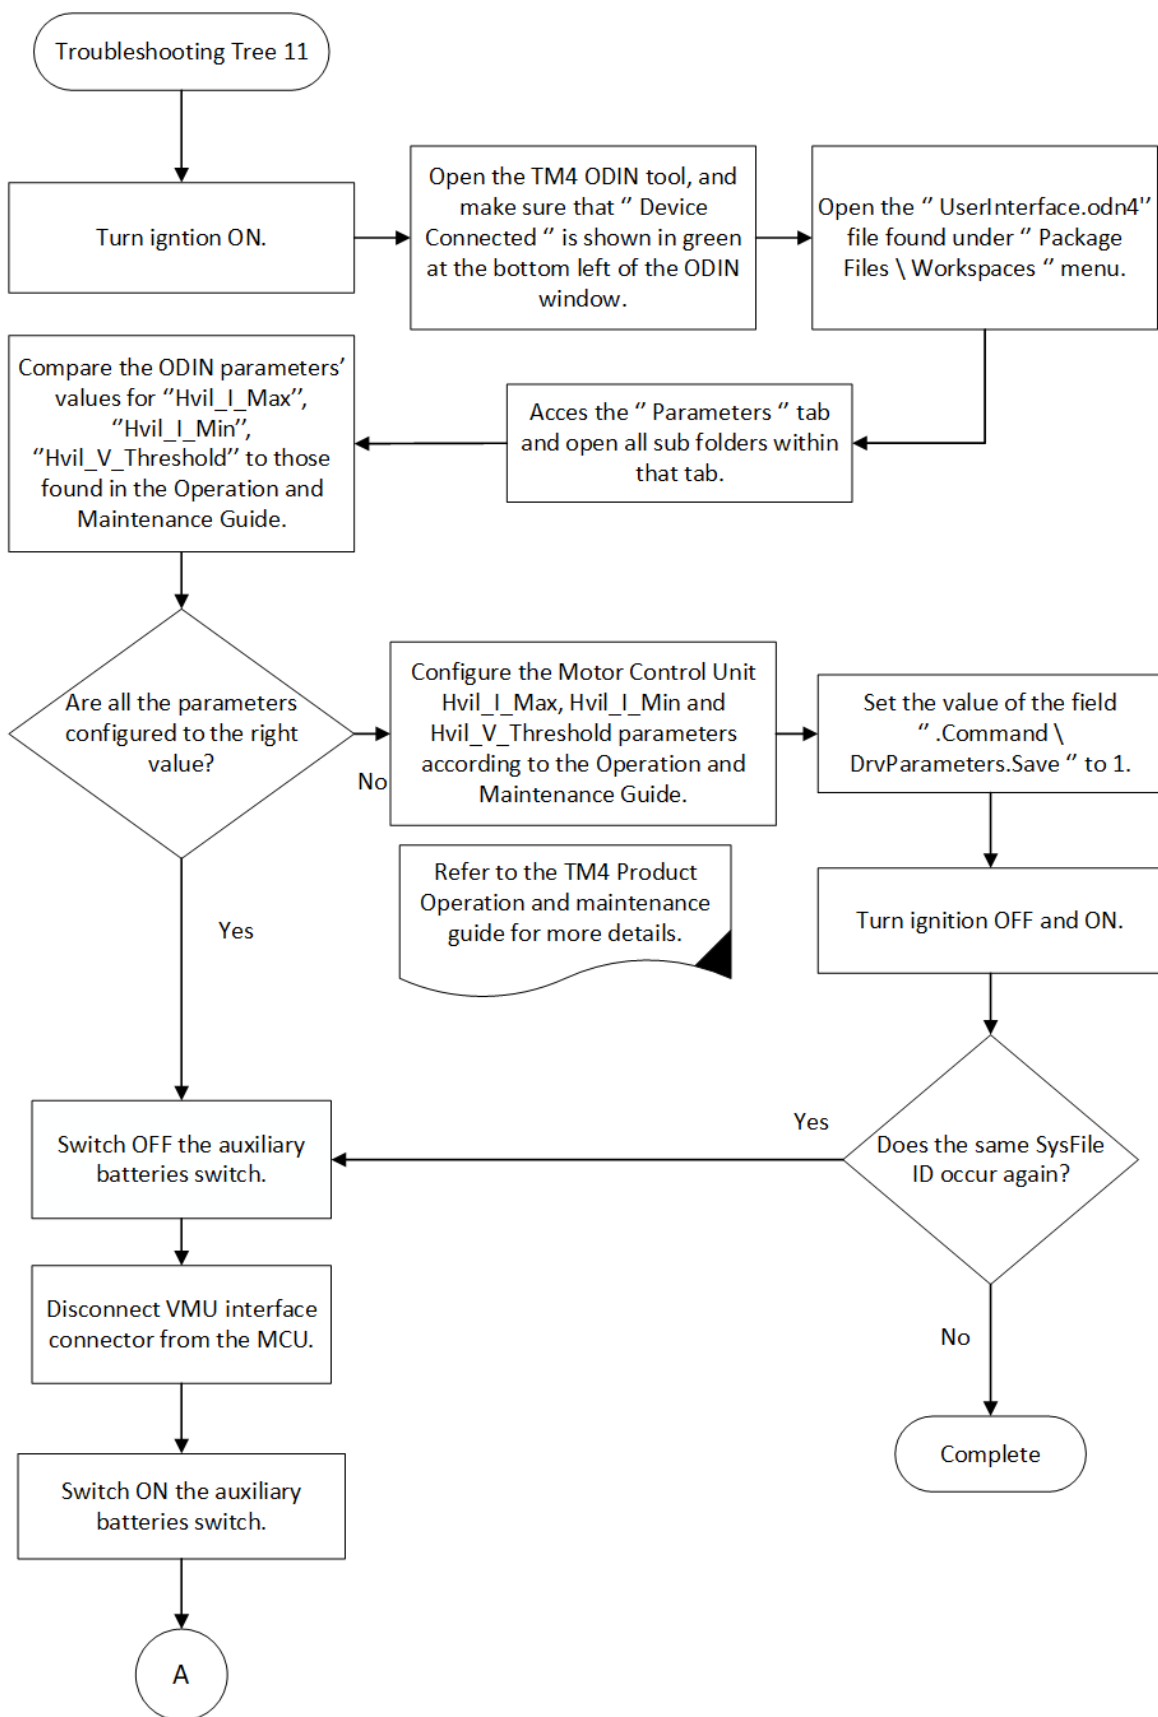 Troubleshooting Tree 11
Turn igntion ON.
Open the TM4 ODIN tool, and
make sure that ‘’ Device
Connected ‘’ is shown in green
at the bottom left of the ODIN
window.
Open the ‘’ UserInterface.odn4’’
file found under ‘’ Package
Files \ Workspaces ‘’ menu.
Acces the ‘’ Parameters ‘’ tab
and open all sub folders within
that tab.
Compare the ODIN parameters’
values for ‘’Hvil_I_Max’’,
‘’Hvil_I_Min’’,
‘’Hvil_V_Threshold’’ to those
found in the Operation and
Maintenance Guide.
Are all the parameters
configured to the right
value?
No
Configure the Motor Control Unit
Hvil_I_Max, Hvil_I_Min and
Hvil_V_Threshold parameters
according to the Operation and
Maintenance Guide.
Set the value of the field
‘’ .Command \
DrvParameters.Save ‘’ to 1.
Refer to the TM4 Product
Operation and maintenance
guide for more details.
Turn ignition OFF and ON.
Yes
Does the same SysFile
ID occur again?
Yes
No
Complete
Switch OFF the auxiliary
batteries switch.
Disconnect VMU interface
connector from the MCU.
Switch ON the auxiliary
batteries switch.
A